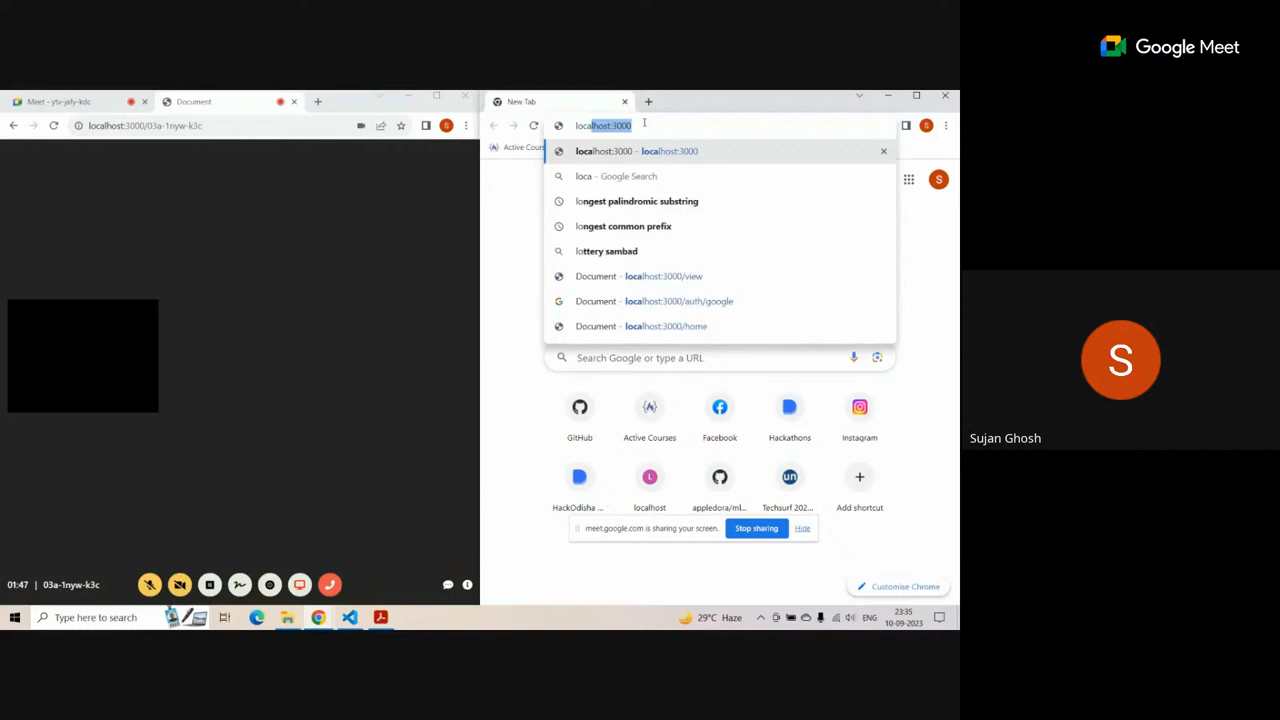 Google Meet
Meet - ytv-jafy-kdc
Document
New Tab
localhost:3000/03a-1nyw-k3c
S
localhost:3000
S
Active Cours
localhost:3000 - localhost:3000
loca - Google Search
longest palindromic substring
longest common prefix
lottery sambad
Document - localhost:3000/view
Document - localhost:3000/auth/google
Document - localhost:3000/home
S
Search Google or type a URL
GitHub
Active Courses
Facebook
Hackathons
Instagram
L
un
HackOdisha ...
localhost
appledora/ml...
Techsurf 202...
Add shortcut
meet.google.com is sharing your screen.
Stop sharing
Hide
Customise Chrome
01:47 | 03a-1nyw-k3c
Type here to search
29°C Haze
ENG
23:35
10-09-2023
S
Sujan Ghosh